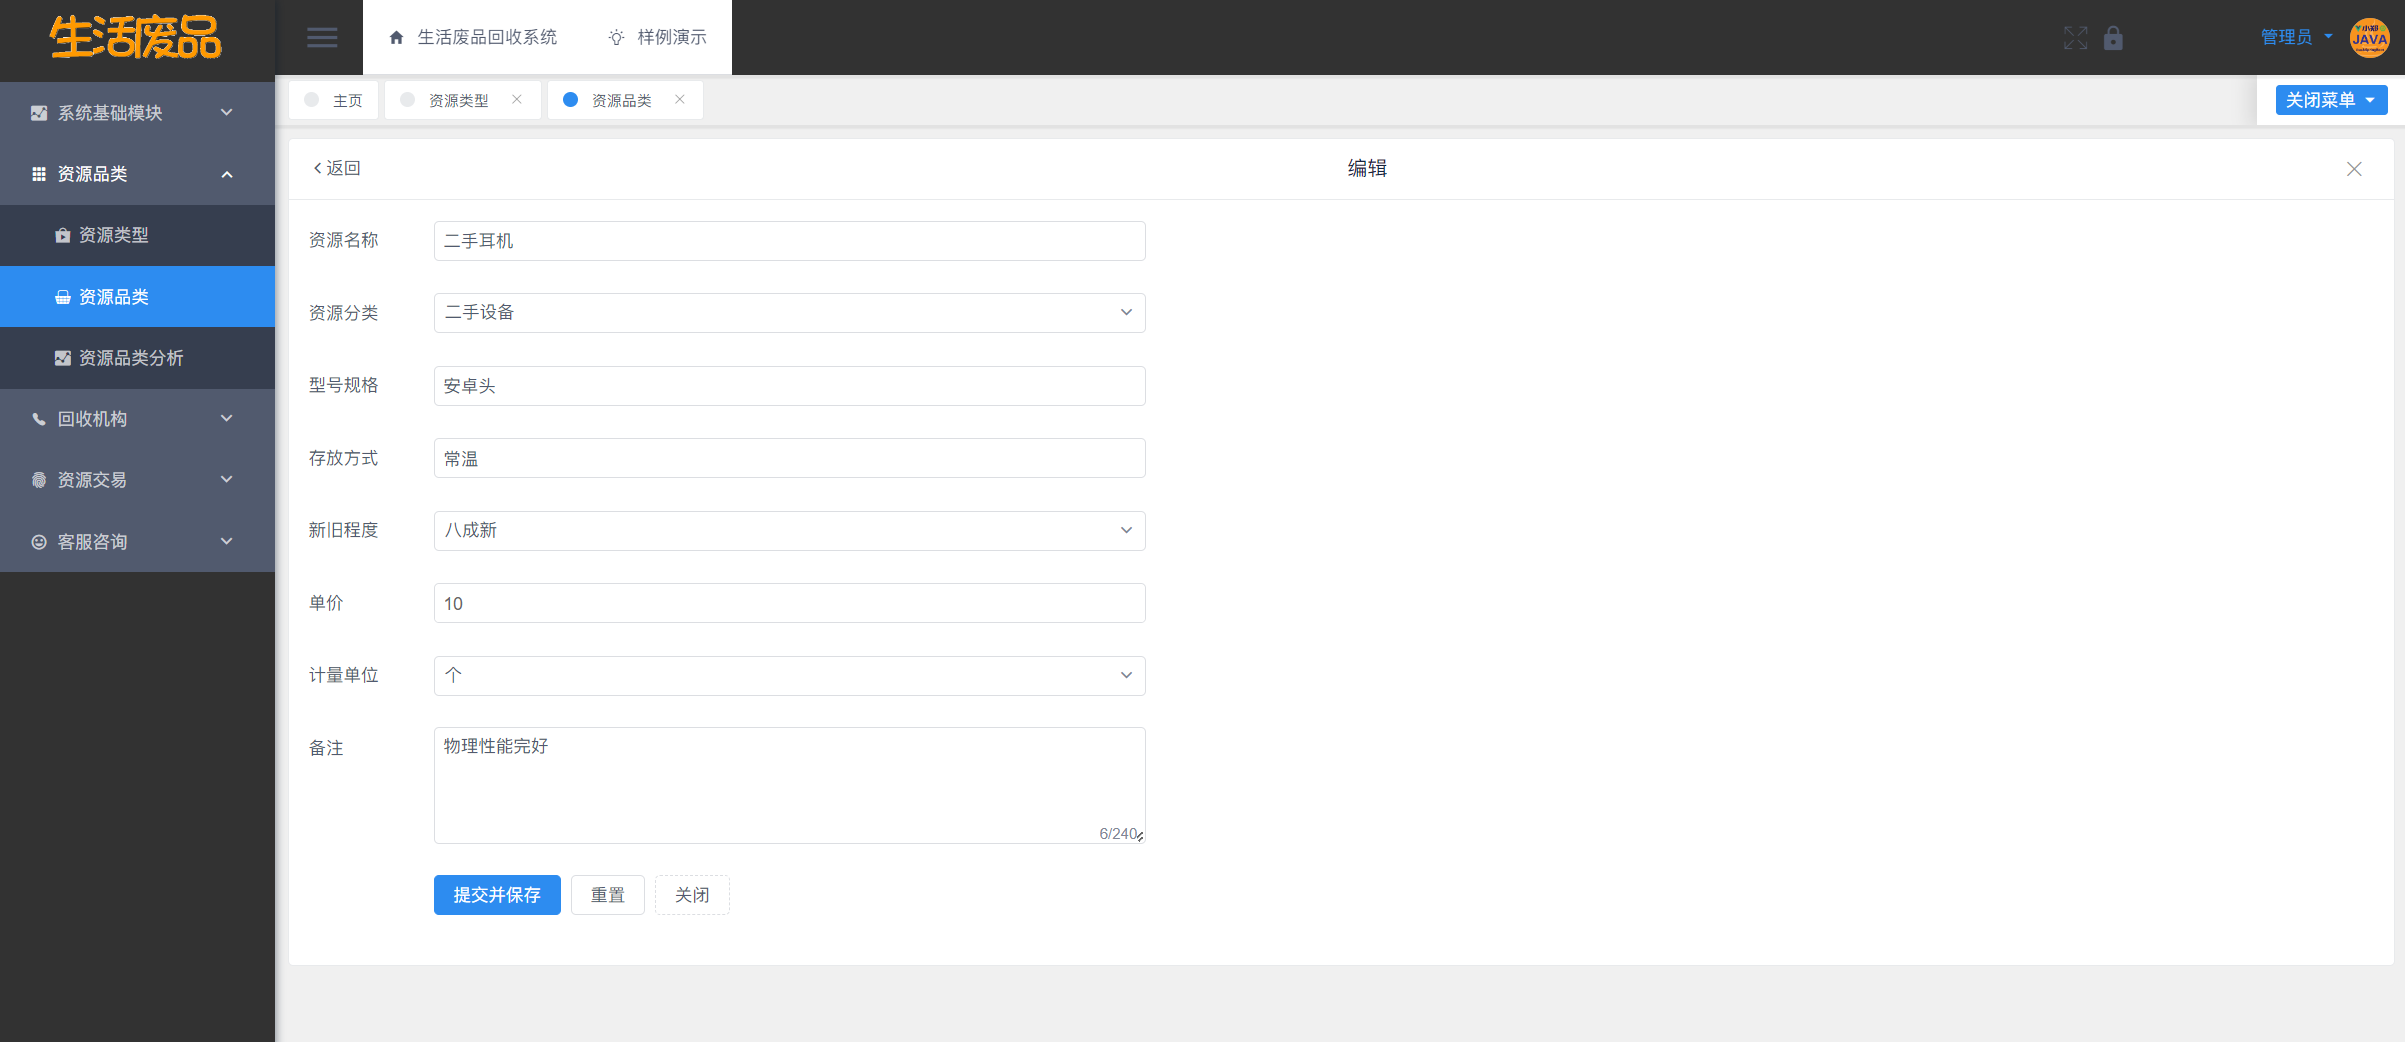 生活废品
生活废品回收系统
样例演示
管理员
小郑
JAVA
系统基础模块
资源品类
资源类型
资源品类
资源品类分析
回收机构
资源交易
客服咨询
主页
资源类型
资源品类
关闭菜单
返回
编辑
资源名称
二手耳机
资源分类
二手设备
型号规格
安卓头
存放方式
常温
新旧程度
八成新
单价
10
计量单位
个
备注
物理性能完好
6/240
提交并保存
重置
关闭